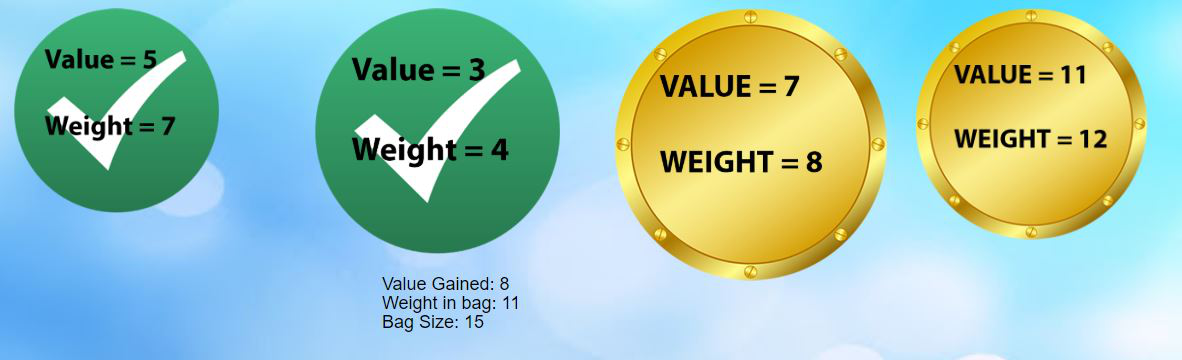 Value = 5
Weight = 7
Value = 3
Weight = 4
VALUE = 7
WEIGHT = 8
VALUE = 11
WEIGHT = 12
Value Gained: 8
Weight in bag: 11
Bag Size: 15